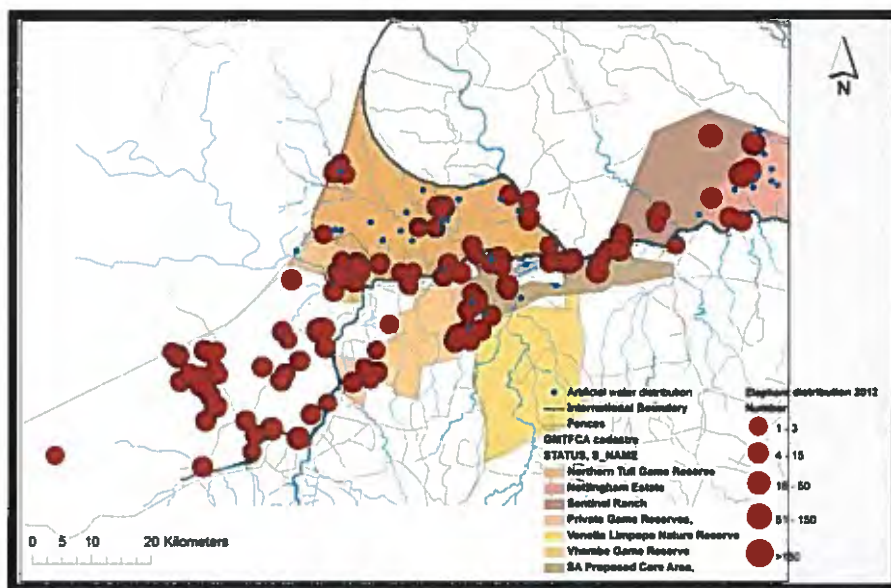 N
Artificial water distribution
International Boundary
Fences
GMTFCA cadastre
STATUS, S_NAME
Northern Tuli Game Reserve
Nottingham Estate
Sentinel Ranch
Private Game Reserves,
Venetia Limpopo Nature Reserve
Vhembe Game Reserve
SA Proposed Core Area,
Elephant distribution 2012
Number
1 - 3
4 - 15
16 - 50
51 - 150
>150
0 5 10 20 Kilometers